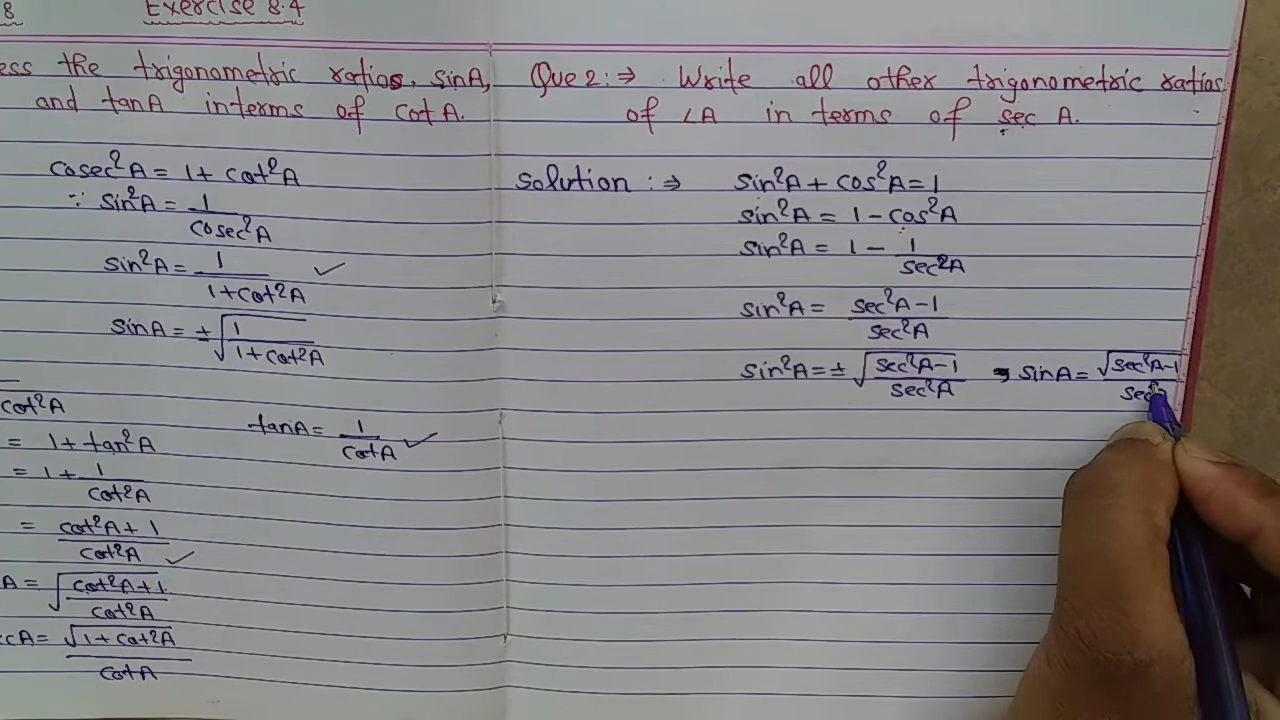 8 Exercise 8.4
ess the trigonometric ratios, sinA,
and tanA interms of cot A.
cosec²A = 1 + cot²A
∵ sin²A = 1/cosec²A
sin²A = 1/1+cot²A ✓
sinA = ± √1/1+cot²A
cot²A
tanA = 1/cotA ✓
= 1 + tan²A
= 1 + 1/cot²A
= cot²A + 1/cot²A ✓
A = √cot²A+1/cot²A
cA = √1+cot²A/cotA
Que 2:⇒ Write all other trigonometric ratios
of ∠A in terms of sec A.
Solution :⇒ sin²A + cos²A = 1
sin²A = 1 - cos²A
sin²A = 1 - 1/sec²A
sin²A = sec²A - 1/sec²A
sin²A = ± √sec²A - 1/sec²A ⇒ sinA = √sec²A-1/sec